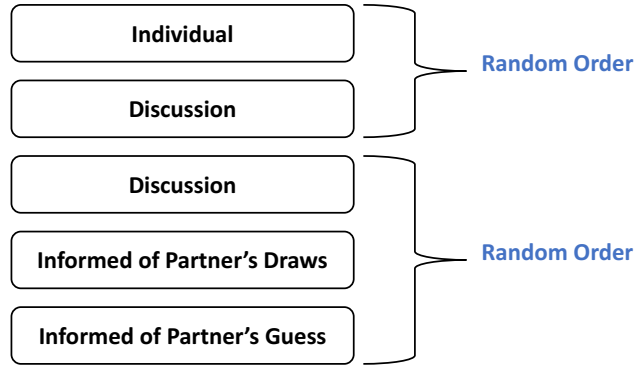 Individual
Random Order
Discussion
Discussion
Informed of Partner's Draws
Random Order
Informed of Partner's Guess